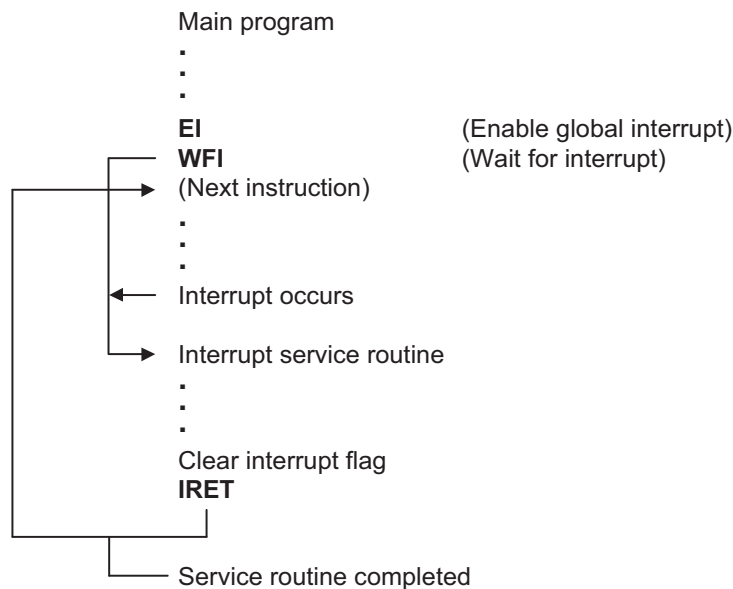 Main program
.
.
.
EI (Enable global interrupt)
WFI (Wait for interrupt)
(Next instruction)
.
.
.
Interrupt occurs
Interrupt service routine
.
.
.
Clear interrupt flag
IRET
Service routine completed